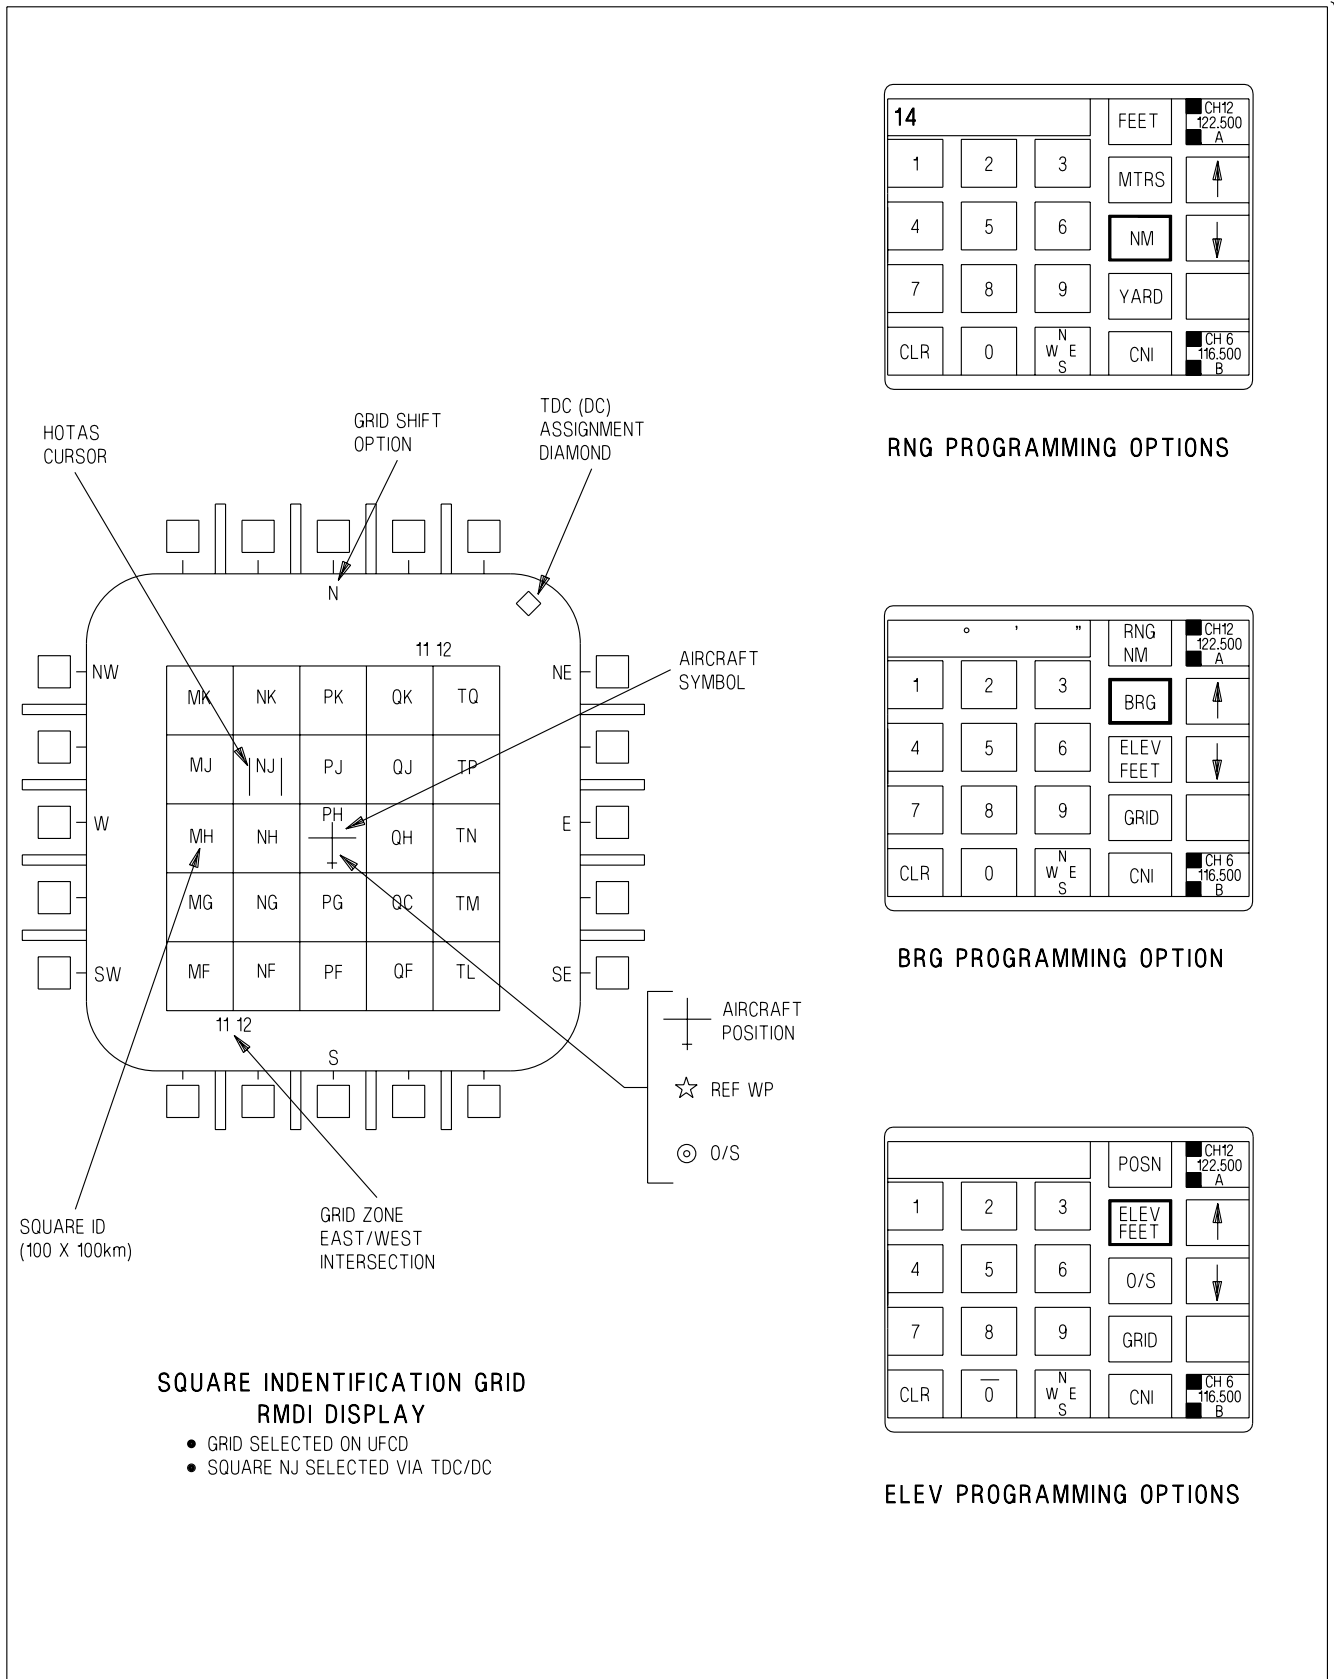 14
FEET
CH12
122.500
A
1 2 3
MTRS
4 5 6
NM
7 8 9
YARD
CLR 0
N
W E
S
CNI
CH 6
116.500
B
RNG PROGRAMMING OPTIONS
HOTAS
CURSOR
GRID SHIFT
OPTION
TDC (DC)
ASSIGNMENT
DIAMOND
N
11 12
NW
NE
AIRCRAFT
SYMBOL
MK NK PK QK TQ
MJ NJ PJ QJ TP
W
MH NH PH QH TN
E
MG NG PG QC TM
SW
MF NF PF QF TL
SE
11 12
S
AIRCRAFT
POSITION
REF WP
O/S
SQUARE ID
(100 X 100km)
GRID ZONE
EAST/WEST
INTERSECTION
SQUARE INDENTIFICATION GRID
RMDI DISPLAY
• GRID SELECTED ON UFCD
• SQUARE NJ SELECTED VIA TDC/DC
° ' "
RNG
NM
CH12
122.500
A
1 2 3
BRG
4 5 6
ELEV
FEET
7 8 9
GRID
CLR 0
N
W E
S
CNI
CH 6
116.500
B
BRG PROGRAMMING OPTION
POSN
CH12
122.500
A
1 2 3
ELEV
FEET
4 5 6
O/S
7 8 9
GRID
CLR
—
0
N
W E
S
CNI
CH 6
116.500
B
ELEV PROGRAMMING OPTIONS